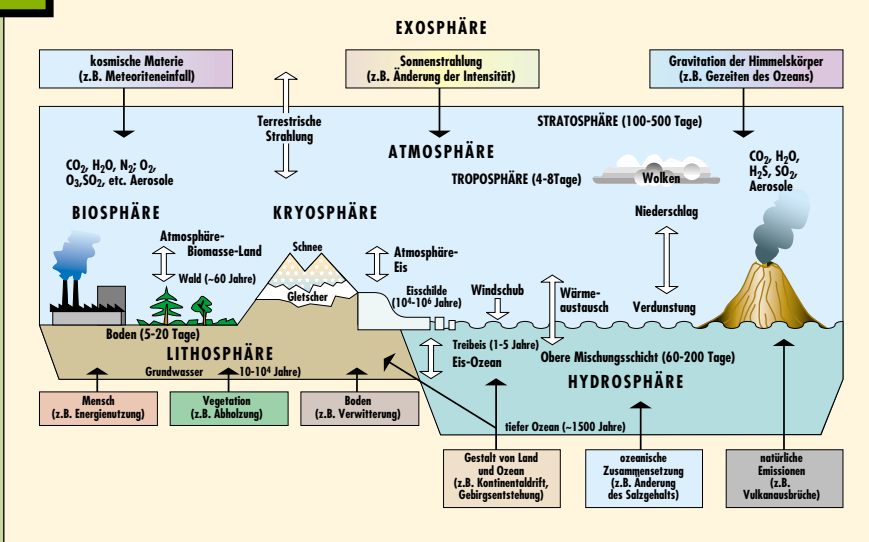 EXOSPHÄRE
kosmische Materie
(z.B. Meteoriteneinfall)
Sonnenstrahlung
(z.B. Änderung der Intensität)
Gravitation der Himmelskörper
(z.B. Gezeiten des Ozeans)
Terrestrische
Strahlung
STRATOSPHÄRE (100-500 Tage)
ATMOSPHÄRE
CO₂, H₂O, N₂; O₂,
O₃,SO₂, etc. Aerosole
TROPOSPHÄRE (4-8Tage)
Wolken
CO₂, H₂O,
H₂S, SO₂,
Aerosole
BIOSPHÄRE
KRYOSPHÄRE
Niederschlag
Atmosphäre-
Biomasse-Land
Schnee
Atmosphäre-
Eis
Wald (~60 Jahre)
Gletscher
Eisschilde
(10⁴-10⁶ Jahre)
Windschub
Wärme-
austausch
Verdunstung
Boden (5-20 Tage)
LITHOSPHÄRE
Grundwasser
10-10⁴ Jahre)
Treibeis (1-5 Jahre)
Eis-Ozean
Obere Mischungsschicht (60-200 Tage)
HYDROSPHÄRE
Mensch
(z.B. Energienutzung)
Vegetation
(z.B. Abholzung)
Boden
(z.B. Verwitterung)
tiefer Ozean (~1500 Jahre)
Gestalt von Land
und Ozean
(z.B. Kontinentaldrift,
Gebirgsentstehung)
ozeanische
Zusammensetzung
(z.B. Änderung
des Salzgehalts)
natürliche
Emissionen
(z.B.
Vulkanausbrüche)